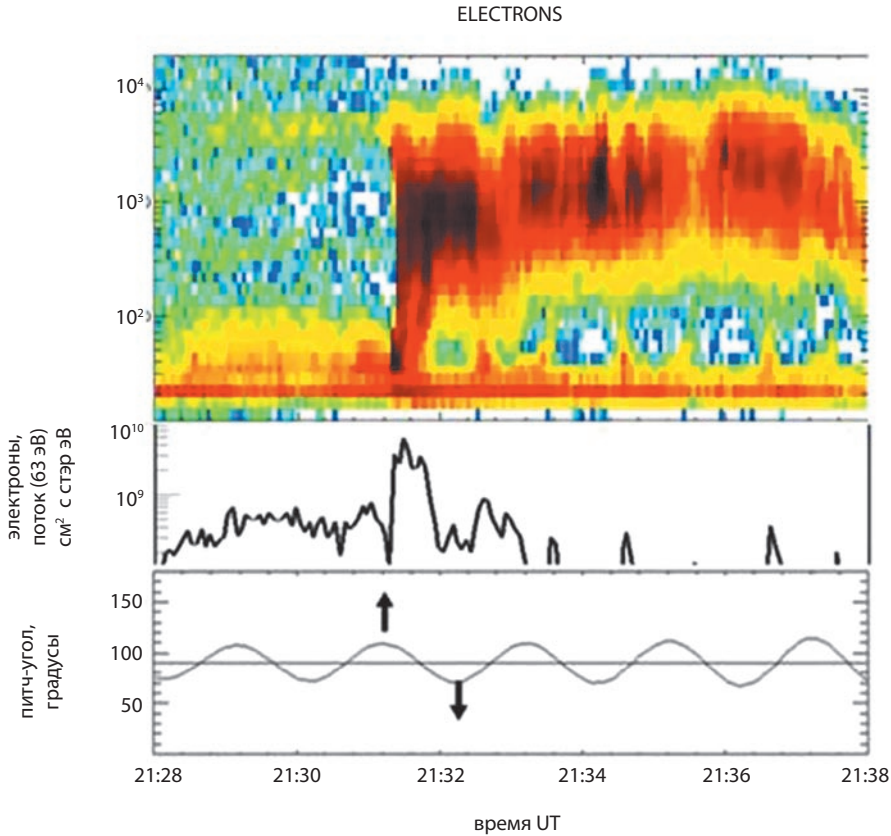 ELECTRONS
10⁴
10³
10²
электроны,
поток (63 эВ)
см² с стэр эВ
10¹⁰
10⁹
питч-угол,
градусы
150
100
50
21:28 21:30 21:32 21:34 21:36 21:38
время UT